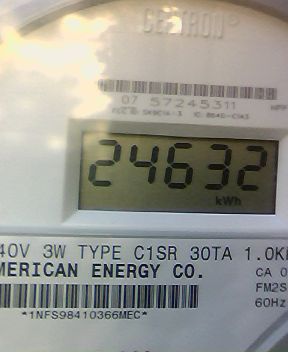 CENTRON®
07 57245311
24632
kWh
40V 3W TYPE C1SR 30TA 1.0K
MERICAN ENERGY CO.
CA 0
FM2S
60Hz
*1NFS98410366MEC*